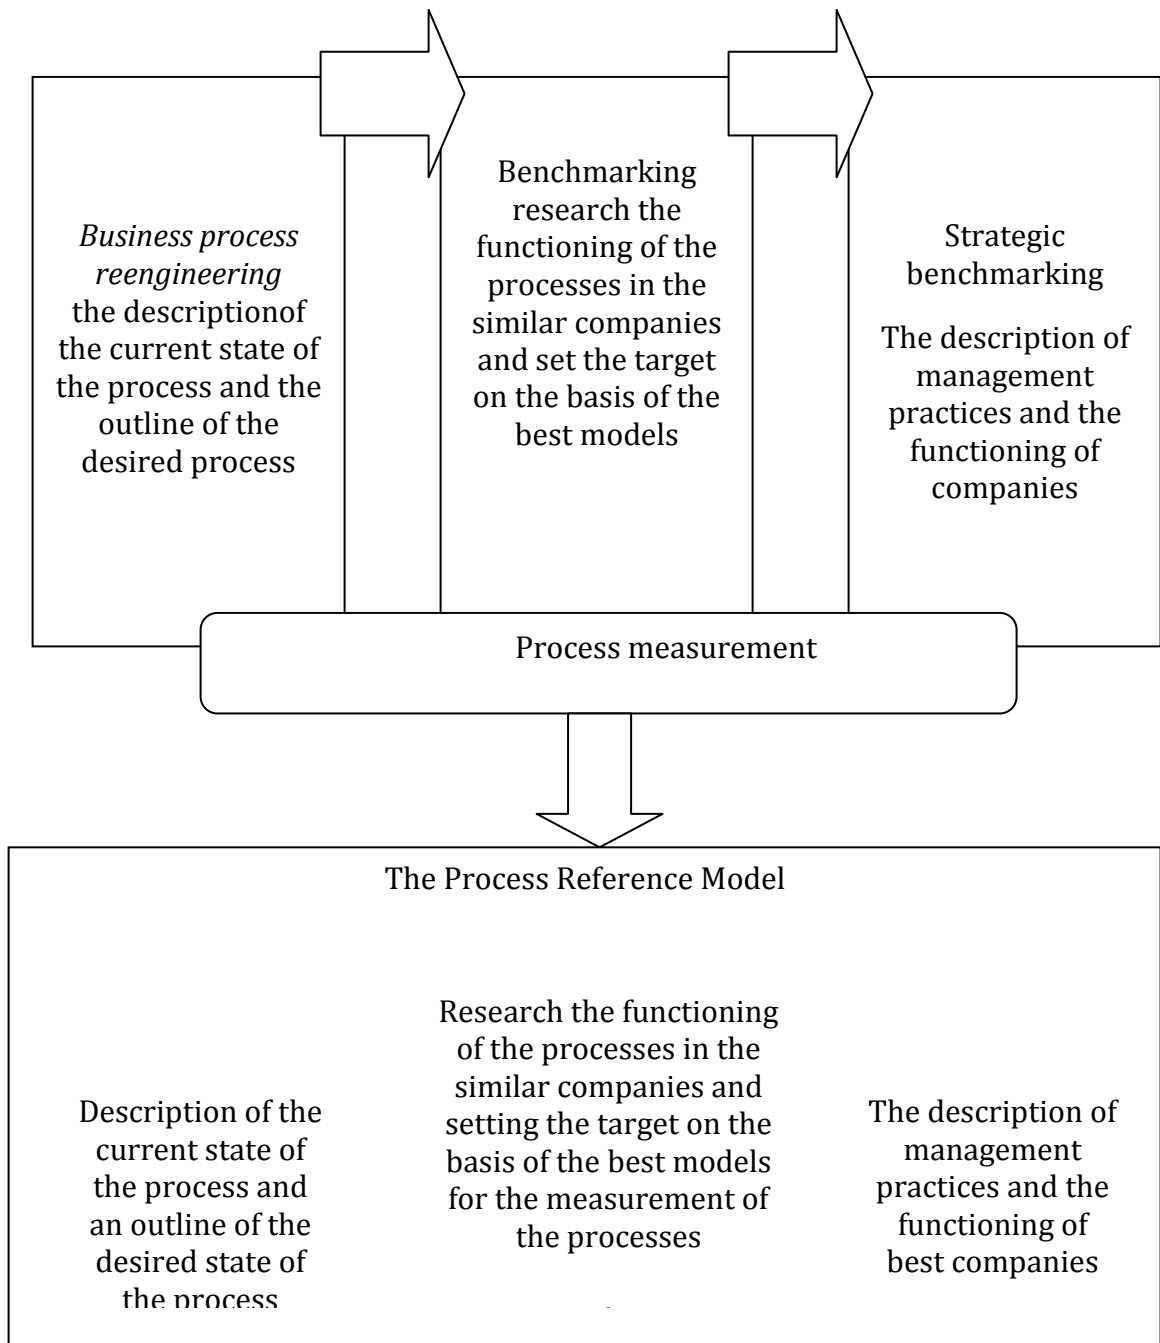 Business process
reengineering
the descriptionof
the current state of
the process and the
outline of the
desired process
Benchmarking
research the
functioning of the
processes in the
similar companies
and set the target
on the basis of the
best models
Strategic
benchmarking
The description of
management
practices and the
functioning of
companies
Process measurement
The Process Reference Model
Description of the
current state of
the process and
an outline of the
desired state of
the process
Research the functioning
of the processes in the
similar companies and
setting the target on the
basis of the best models
for the measurement of
the processes
The description of
management
practices and the
functioning of
best companies